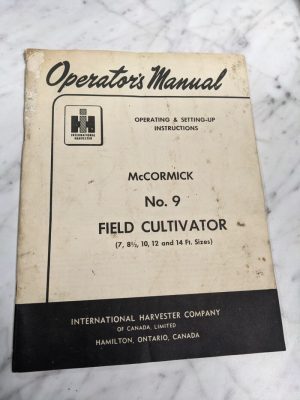 Operator's Manual
OPERATING & SETTING-UP
INSTRUCTIONS
IH
INTERNATIONAL
HARVESTER
McCORMICK
No. 9
FIELD CULTIVATOR
(7, 8½, 10, 12 and 14 Ft. Sizes)
INTERNATIONAL HARVESTER COMPANY
OF CANADA, LIMITED
HAMILTON, ONTARIO, CANADA